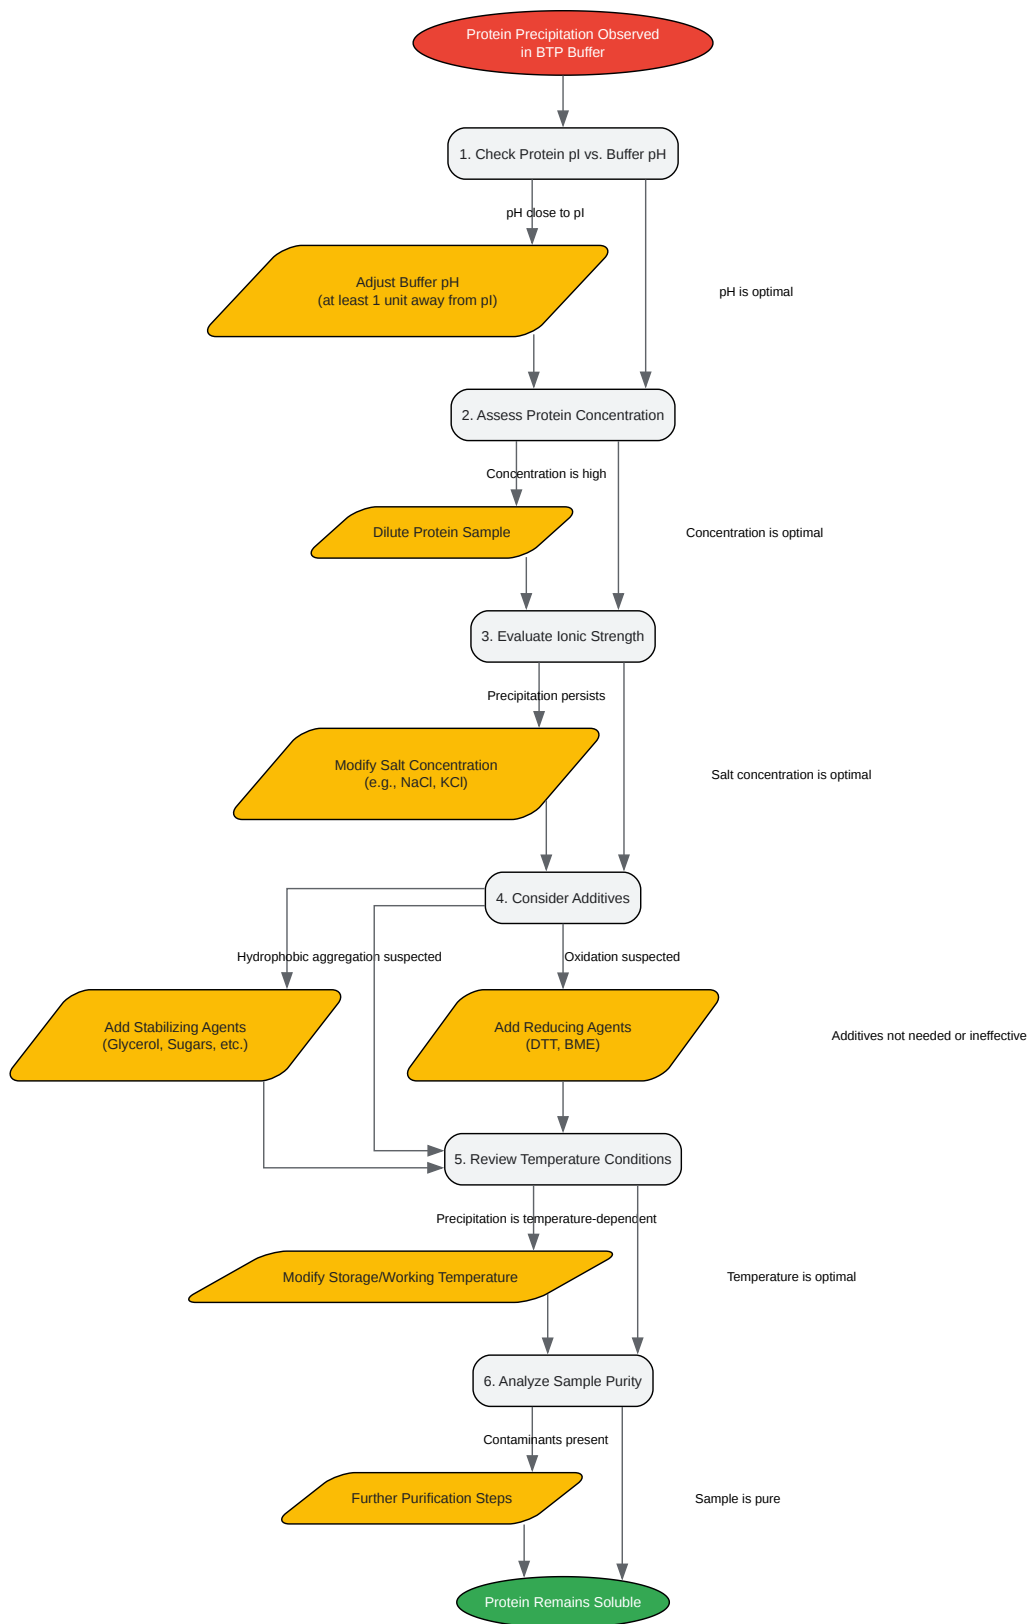 Protein Precipitation Observed
in BTP Buffer
1. Check Protein pI vs. Buffer pH
pH close to pI
Adjust Buffer pH
(at least 1 unit away from pI)
pH is optimal
2. Assess Protein Concentration
Concentration is high
Dilute Protein Sample
Concentration is optimal
3. Evaluate Ionic Strength
Precipitation persists
Modify Salt Concentration
(e.g., NaCl, KCl)
Salt concentration is optimal
4. Consider Additives
Hydrophobic aggregation suspected
Oxidation suspected
Add Stabilizing Agents
(Glycerol, Sugars, etc.)
Add Reducing Agents
(DTT, BME)
Additives not needed or ineffective
5. Review Temperature Conditions
Precipitation is temperature-dependent
Modify Storage/Working Temperature
Temperature is optimal
6. Analyze Sample Purity
Contaminants present
Further Purification Steps
Sample is pure
Protein Remains Soluble